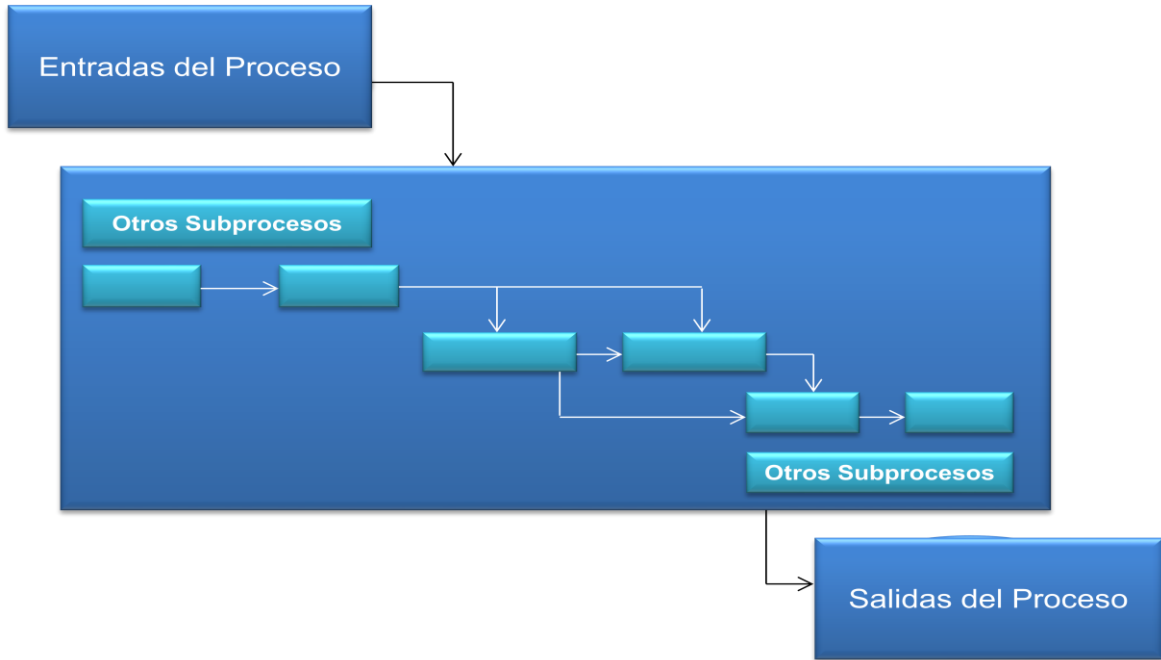 Entradas del Proceso
Otros Subprocesos
Otros Subprocesos
Salidas del Proceso